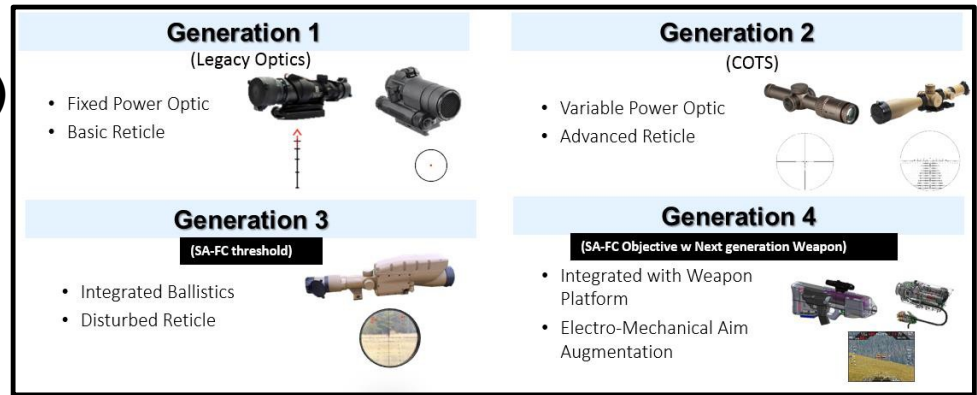 Generation 1
(Legacy Optics)
• Fixed Power Optic
• Basic Reticle
Generation 2
(COTS)
• Variable Power Optic
• Advanced Reticle
Generation 3
(SA-FC threshold)
• Integrated Ballistics
• Disturbed Reticle
Generation 4
(SA-FC Objective w Next generation Weapon)
• Integrated with Weapon
Platform
• Electro-Mechanical Aim
Augmentation